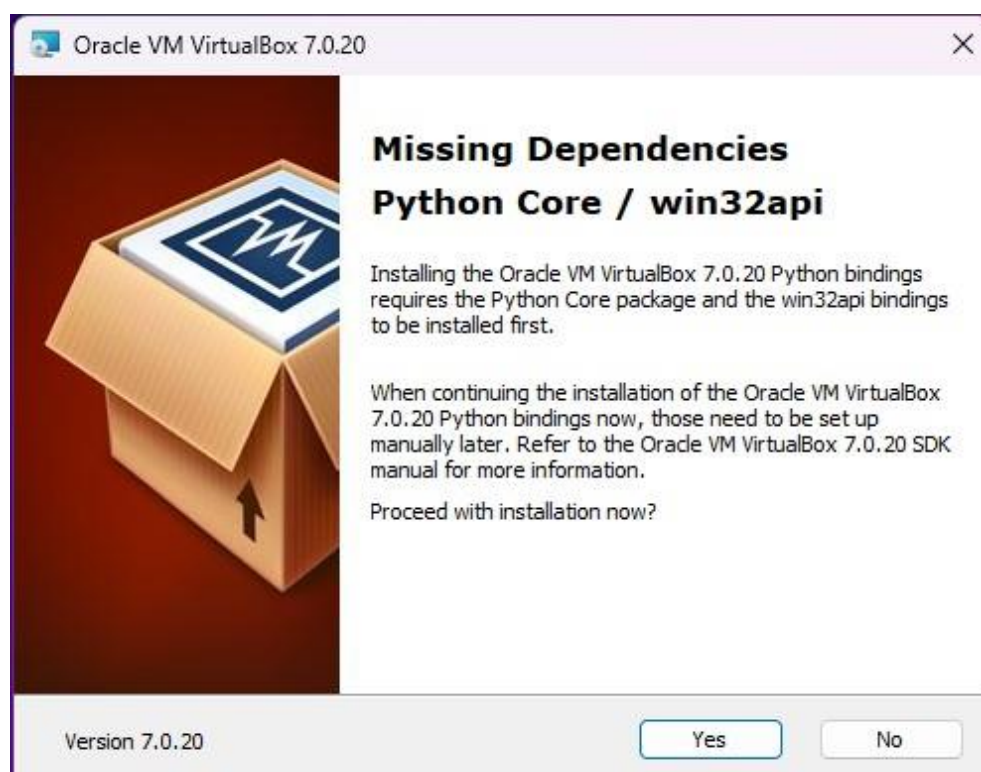 Oracle VM VirtualBox 7.0.20
Missing Dependencies
Python Core / win32api
Installing the Oracle VM VirtualBox 7.0.20 Python bindings
requires the Python Core package and the win32api bindings
to be installed first.
When continuing the installation of the Oracle VM VirtualBox
7.0.20 Python bindings now, those need to be set up
manually later. Refer to the Oracle VM VirtualBox 7.0.20 SDK
manual for more information.
Proceed with installation now?
Version 7.0.20
Yes
No